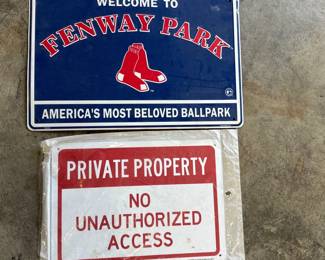 WELCOME TO
FENWAY PARK
AMERICA'S MOST BELOVED BALLPARK
PRIVATE PROPERTY
NO
UNAUTHORIZED
ACCESS